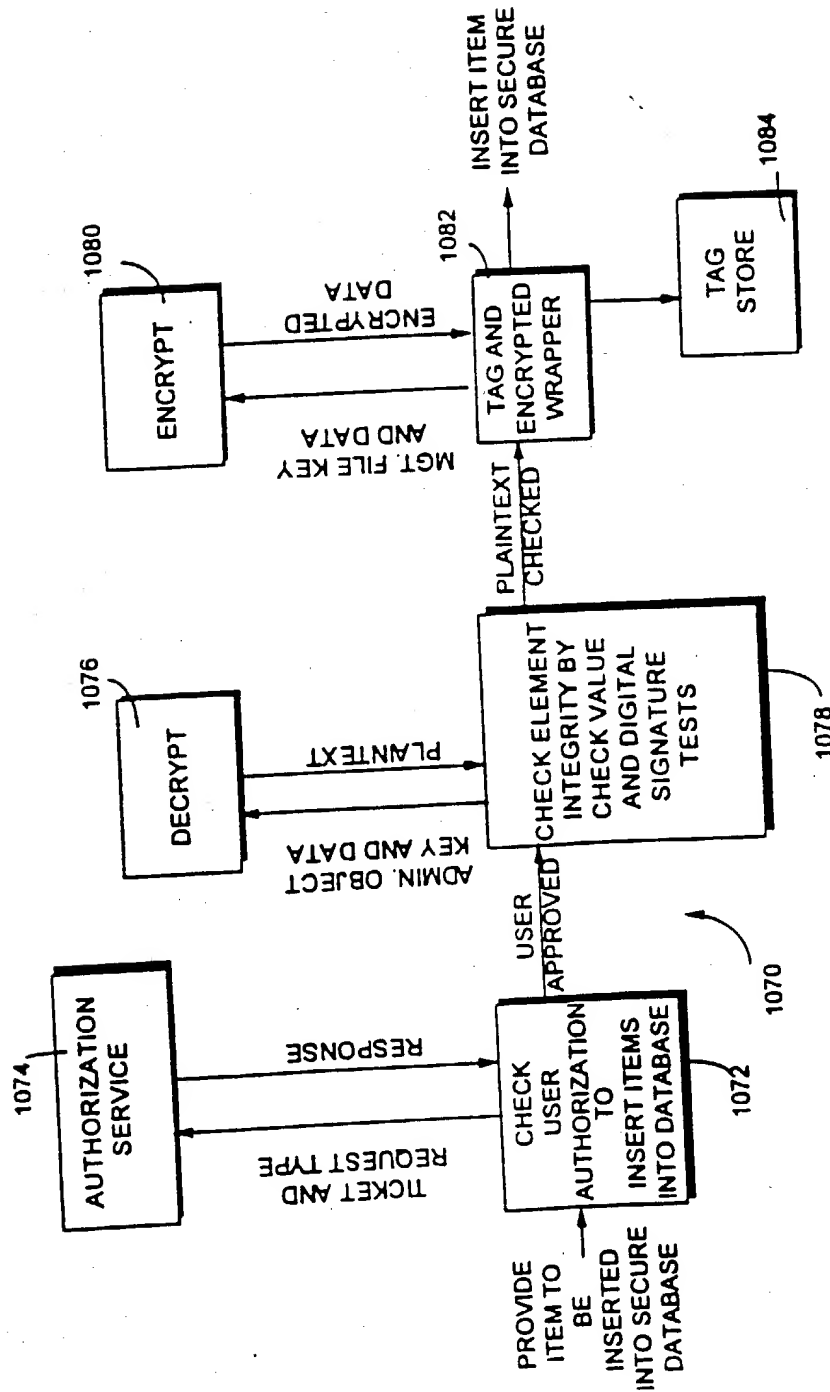 PROVIDE
ITEM TO
BE
INSERTED
INTO SECURE
DATABASE
1074
AUTHORIZATION
SERVICE
TICKET AND
REQUEST TYPE
RESPONSE
CHECK
USER
AUTHORIZATION
TO
INSERT ITEMS
INTO DATABASE
1072
USER
APPROVED
1070
1076
DECRYPT
ADMIN. OBJECT
KEY AND DATA
PLAINTEXT
CHECK ELEMENT
INTEGRITY BY
CHECK VALUE
AND DIGITAL
SIGNATURE
TESTS
1078
PLAINTEXT
CHECKED
1080
ENCRYPT
MGT. FILE KEY
AND DATA
ENCRYPTED
DATA
1082
TAG AND
ENCRYPTED
WRAPPER
INSERT ITEM
INTO SECURE
DATABASE
TAG
STORE
1084